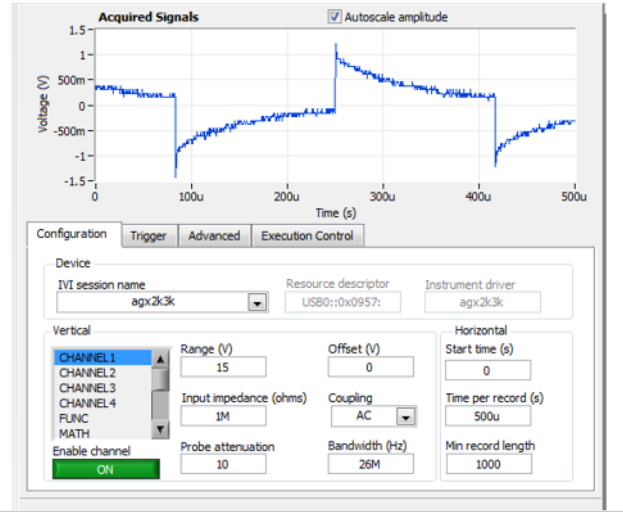 Acquired Signals
Autoscale amplitude
1.5
1
500m
0
-500m
-1
-1.5
Voltage (V)
0 100u 200u 300u 400u 500u
Time (s)
Configuration Trigger Advanced Execution Control
Device
IVI session name Resource descriptor Instrument driver
agx2k3k USB0::0x0957: agx2k3k
Vertical Horizontal
CHANNEL1
CHANNEL2
CHANNEL3
CHANNEL4
FUNC
MATH
Enable channel
ON
Range (V) Offset (V)
15 0
Input impedance (ohms) Coupling
1M AC
Probe attenuation Bandwidth (Hz)
10 26M
Start time (s)
0
Time per record (s)
500u
Min record length
1000